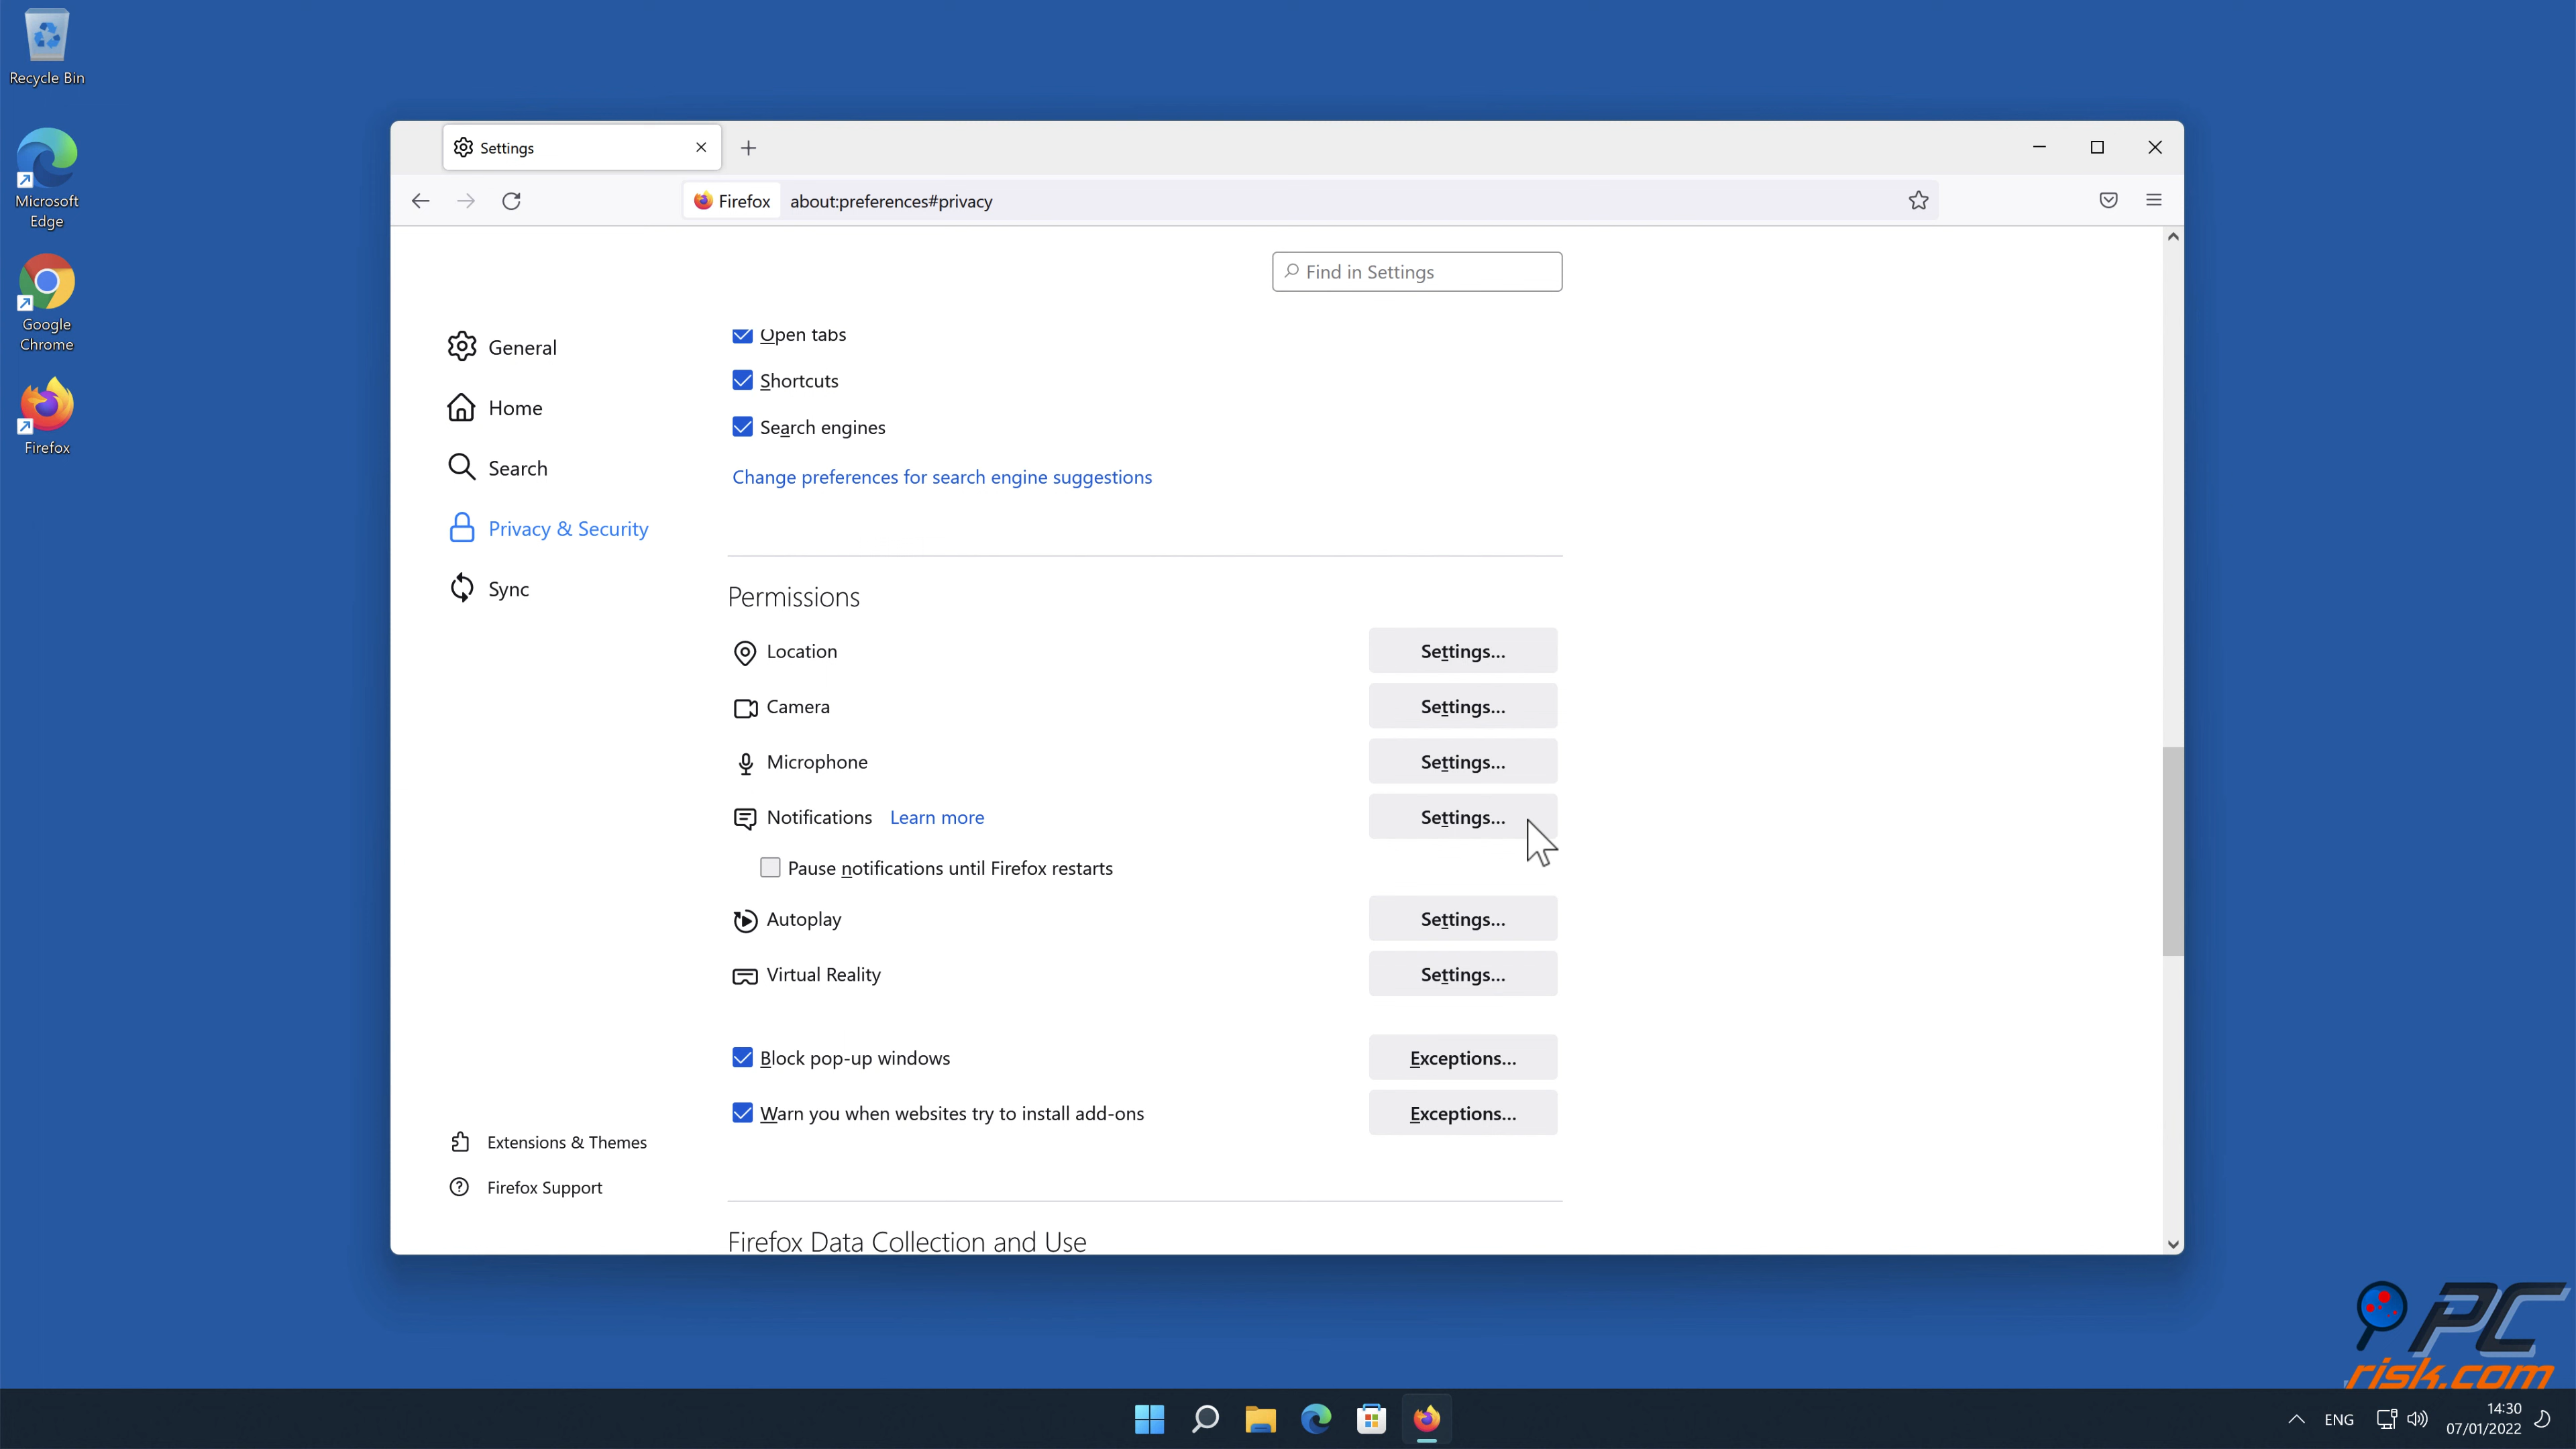 Recycle Bin
Microsoft
Edge
Google
Chrome
Firefox
Settings
Firefox
about:preferences#privacy
Find in Settings
General
Home
Search
Privacy & Security
Sync
Extensions & Themes
Firefox Support
Open tabs
Shortcuts
Search engines
Change preferences for search engine suggestions
Permissions
Location Settings...
Camera Settings...
Microphone Settings...
Notifications Learn more Settings...
Pause notifications until Firefox restarts
Autoplay Settings...
Virtual Reality Settings...
Block pop-up windows Exceptions...
Warn you when websites try to install add-ons Exceptions...
Firefox Data Collection and Use
PC
risk.com
ENG
14:30
07/01/2022